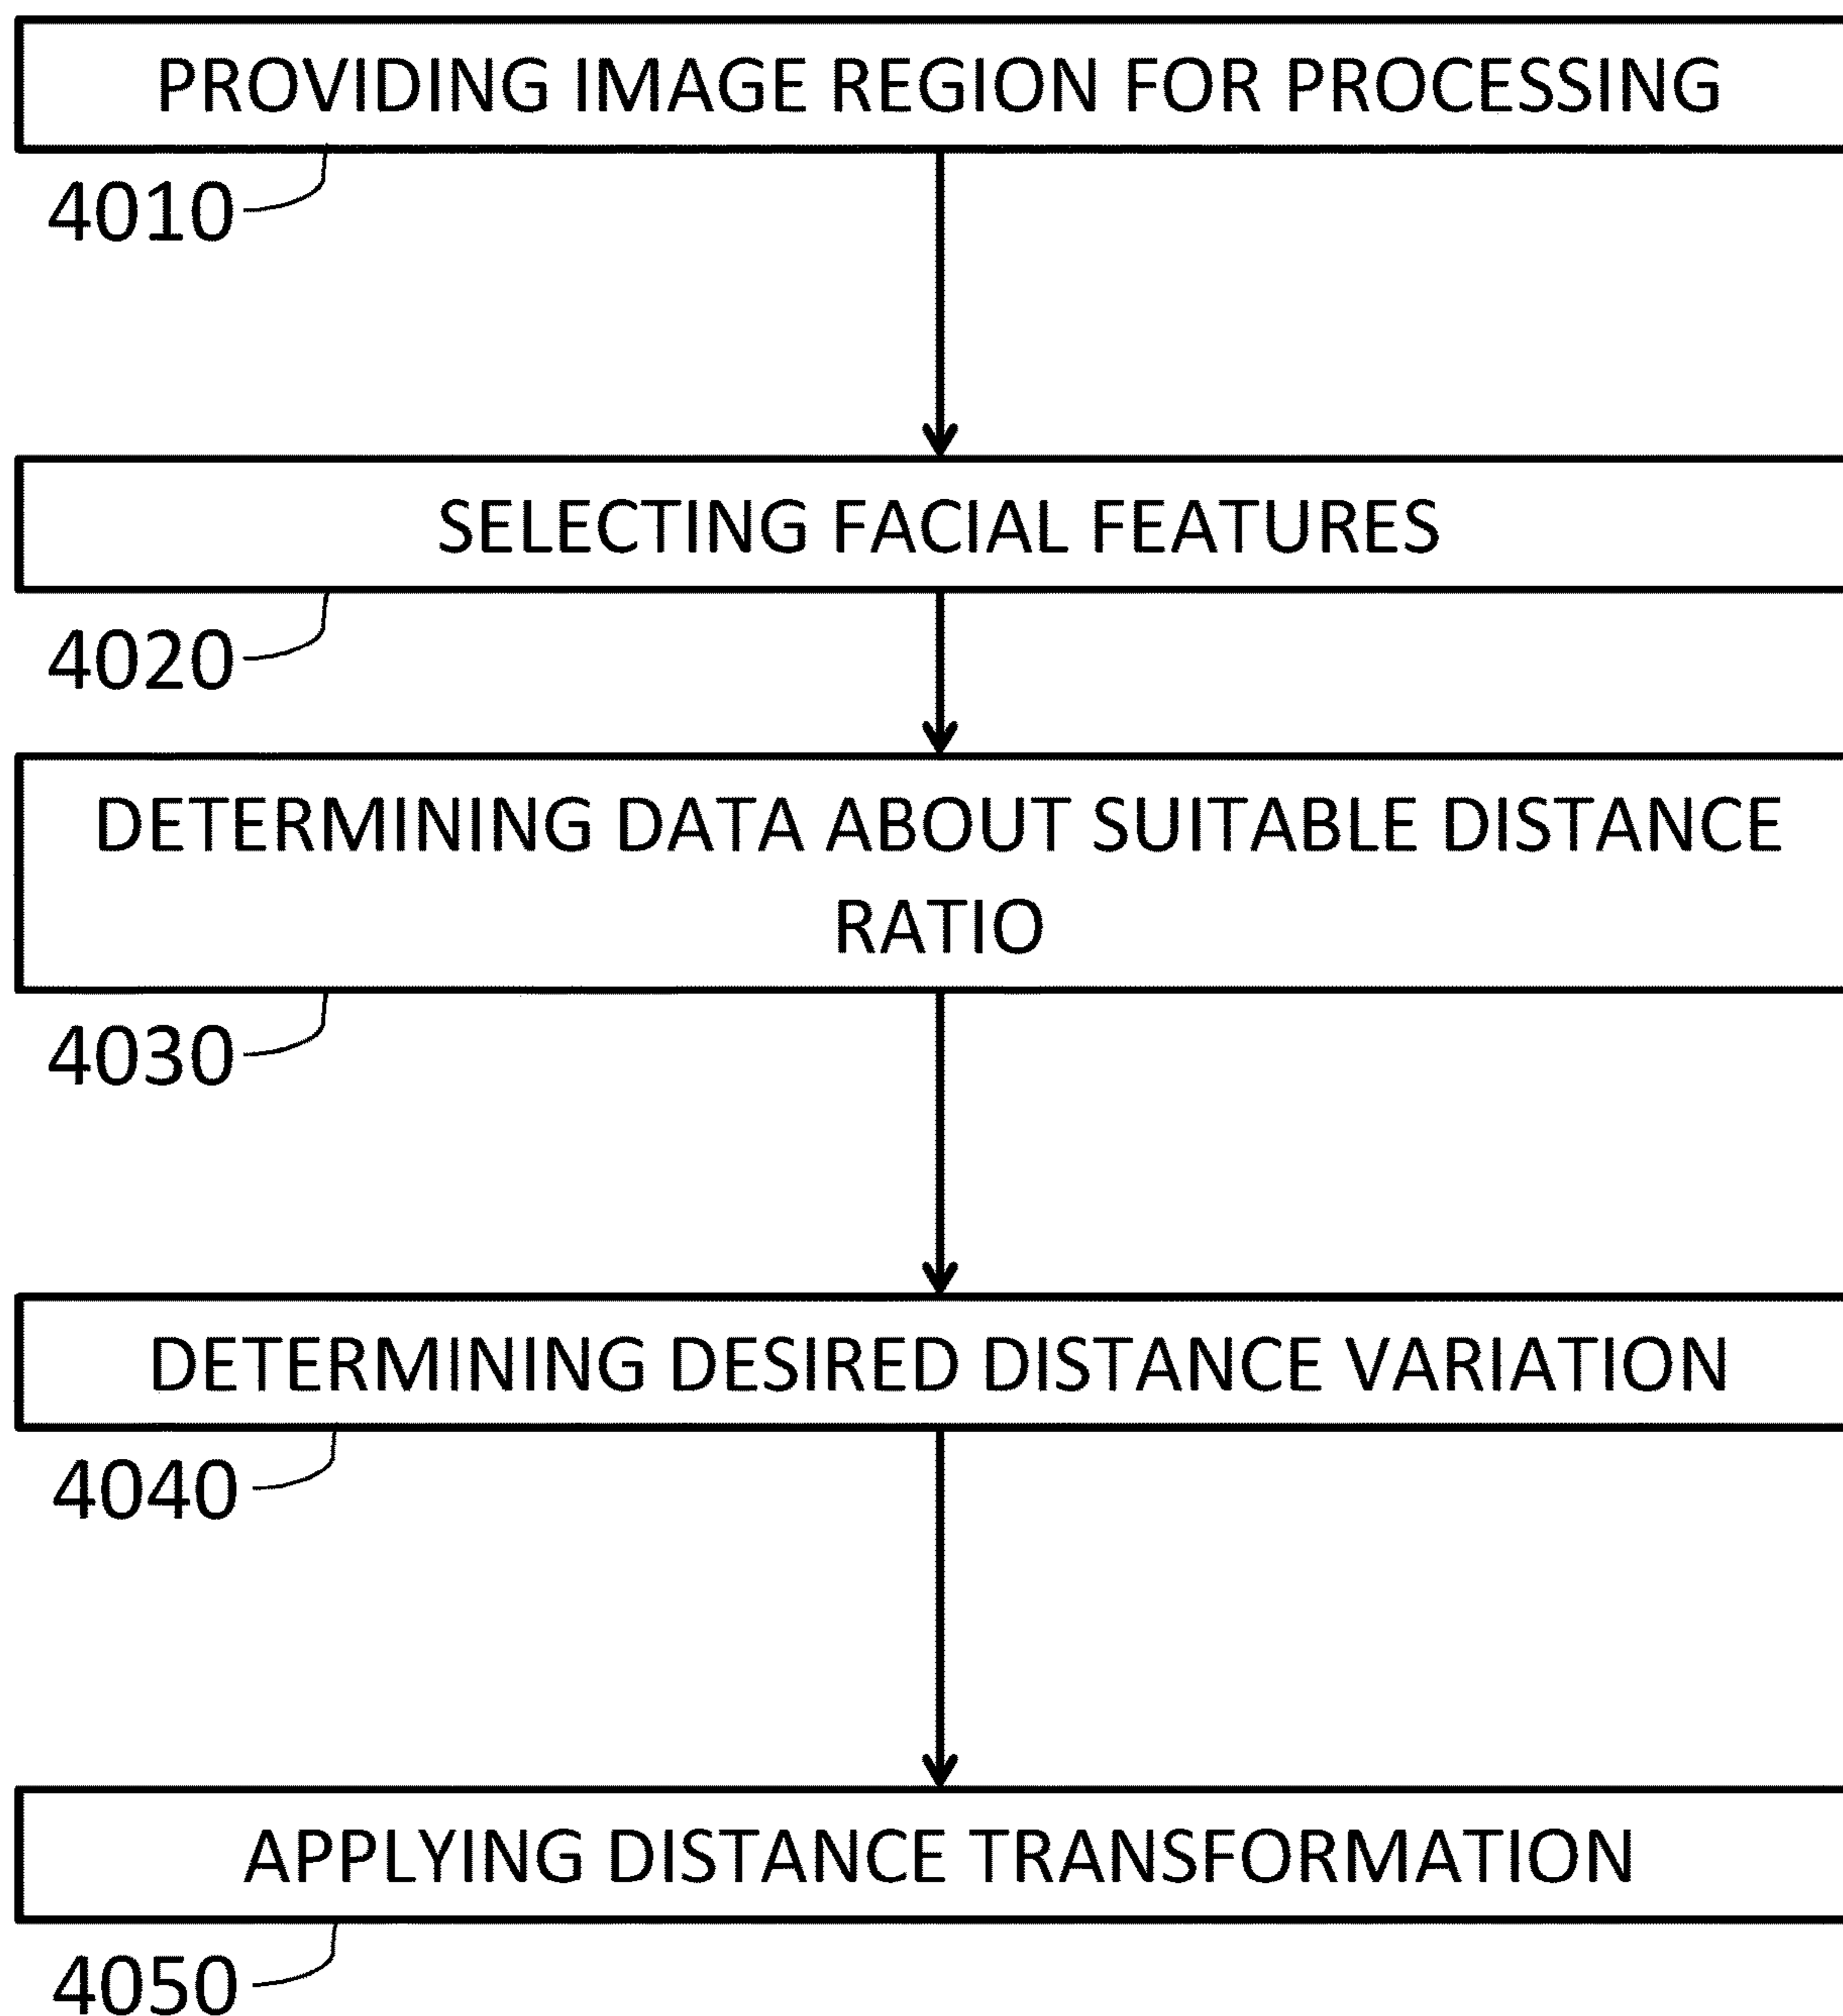 PROVIDING IMAGE REGION FOR PROCESSING
4010
SELECTING FACIAL FEATURES
4020
DETERMINING DATA ABOUT SUITABLE DISTANCE
RATIO
4030
DETERMINING DESIRED DISTANCE VARIATION
4040
APPLYING DISTANCE TRANSFORMATION
4050